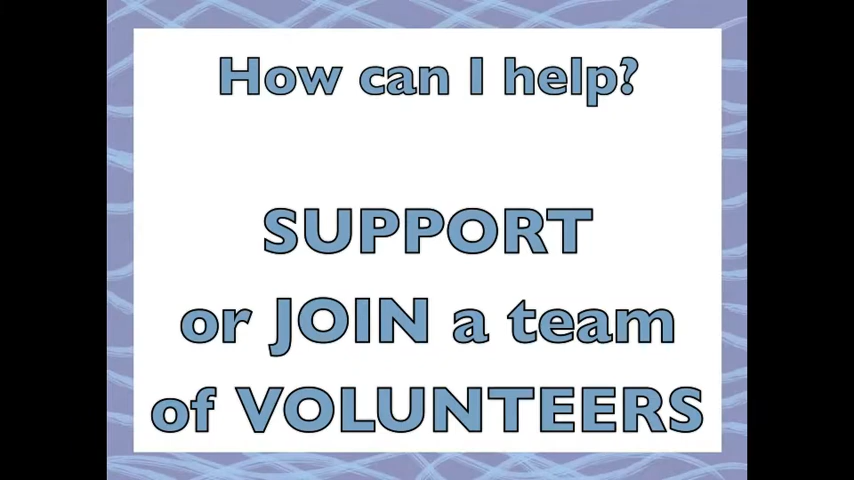 How can I help?
SUPPORT
or JOIN a team
of VOLUNTEERS